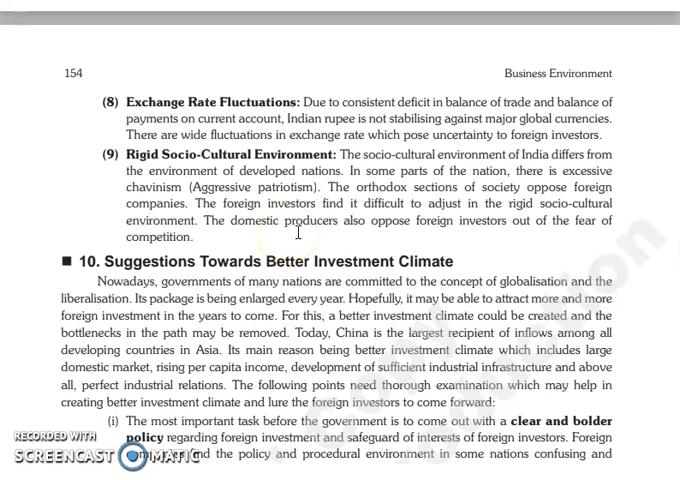 154
Business Environment
(8) Exchange Rate Fluctuations: Due to consistent deficit in balance of trade and balance of
payments on current account, Indian rupee is not stabilising against major global currencies.
There are wide fluctuations in exchange rate which pose uncertainty to foreign investors.
(9) Rigid Socio-Cultural Environment: The socio-cultural environment of India differs from
the environment of developed nations. In some parts of the nation, there is excessive
chavinism (Aggressive patriotism). The orthodox sections of society oppose foreign
companies. The foreign investors find it difficult to adjust in the rigid socio-cultural
environment. The domestic producers also oppose foreign investors out of the fear of
competition.
■ 10. Suggestions Towards Better Investment Climate
Nowadays, governments of many nations are committed to the concept of globalisation and the
liberalisation. Its package is being enlarged every year. Hopefully, it may be able to attract more and more
foreign investment in the years to come. For this, a better investment climate could be created and the
bottlenecks in the path may be removed. Today, China is the largest recipient of inflows among all
developing countries in Asia. Its main reason being better investment climate which includes large
domestic market, rising per capita income, development of sufficient industrial infrastructure and above
all, perfect industrial relations. The following points need thorough examination which may help in
creating better investment climate and lure the foreign investors to come forward:
(i) The most important task before the government is to come out with a clear and bolder
policy regarding foreign investment and safeguard of interests of foreign investors. Foreign
the policy and procedural environment in some nations confusing and
RECORDED WITH
SCREENCAST MATIC